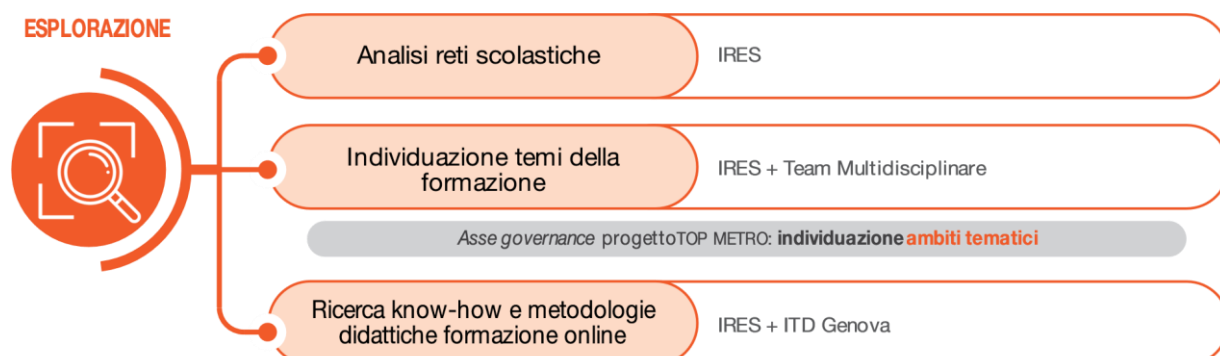 ESPLORAZIONE
Analisi reti scolastiche
IRES
Individuazione temi della
formazione
IRES + Team Multidisciplinare
Asse governance progettoTOP METRO: individuazione ambiti tematici
Ricerca know-how e metodologie
didattiche formazione online
IRES + ITD Genova